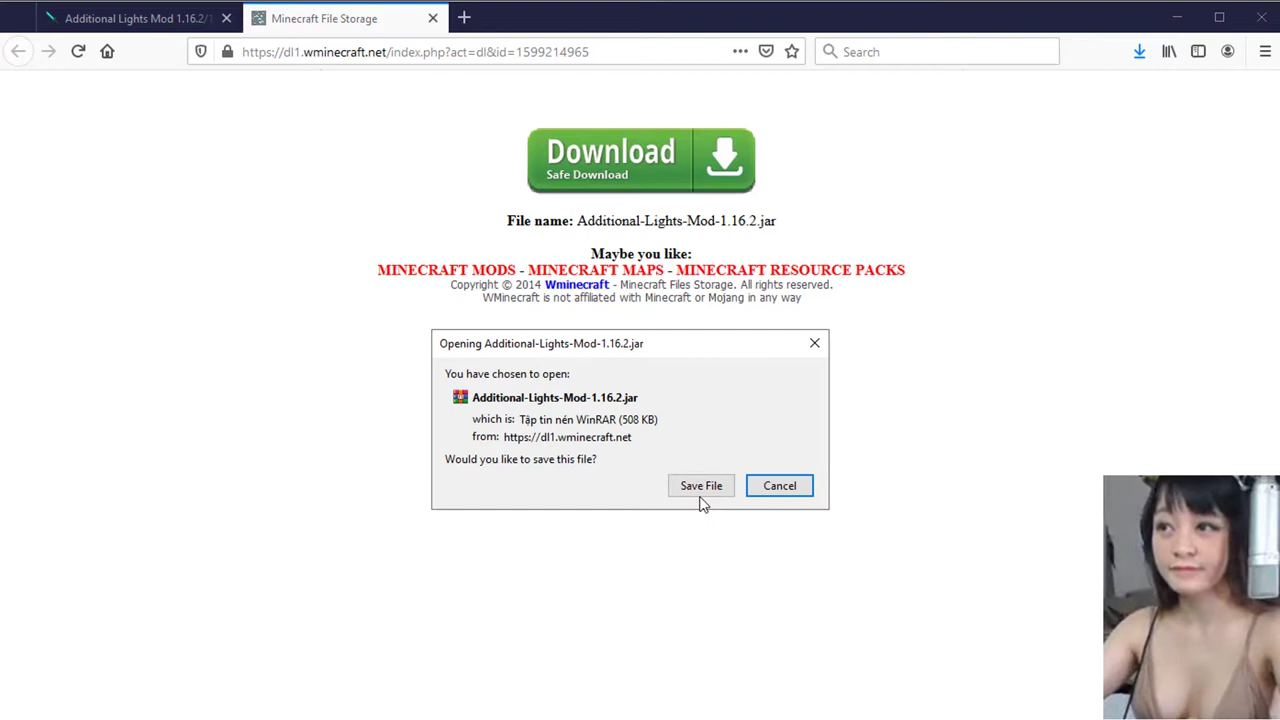 Additional Lights Mod 1.16.2/1
Minecraft File Storage
https://dl1.wminecraft.net/index.php?act=dl&id=1599214965
Search
Download
Safe Download
File name: Additional-Lights-Mod-1.16.2.jar
Maybe you like:
MINECRAFT MODS - MINECRAFT MAPS - MINECRAFT RESOURCE PACKS
Copyright © 2014 Wminecraft - Minecraft Files Storage. All rights reserved.
WMinecraft is not affiliated with Minecraft or Mojang in any way
Opening Additional-Lights-Mod-1.16.2.jar
You have chosen to open:
Additional-Lights-Mod-1.16.2.jar
which is: Tập tin nén WinRAR (508 KB)
from: https://dl1.wminecraft.net
Would you like to save this file?
Save File
Cancel